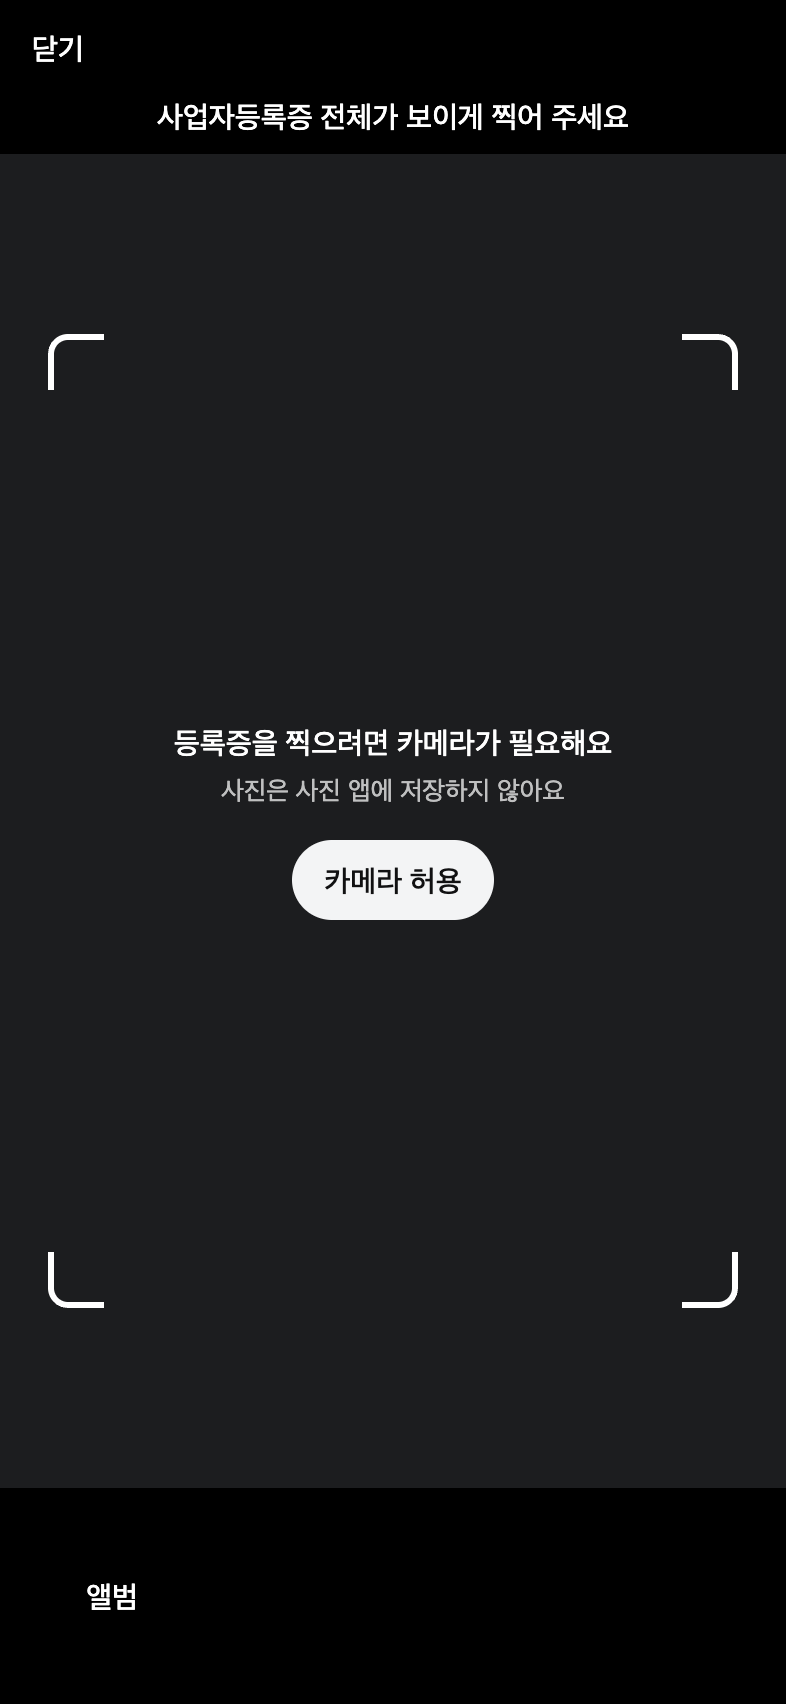 닫기
사업자등록증 전체가 보이게 찍어 주세요
등록증을 찍으려면 카메라가 필요해요
사진은 사진 앱에 저장하지 않아요
카메라 허용
앨범